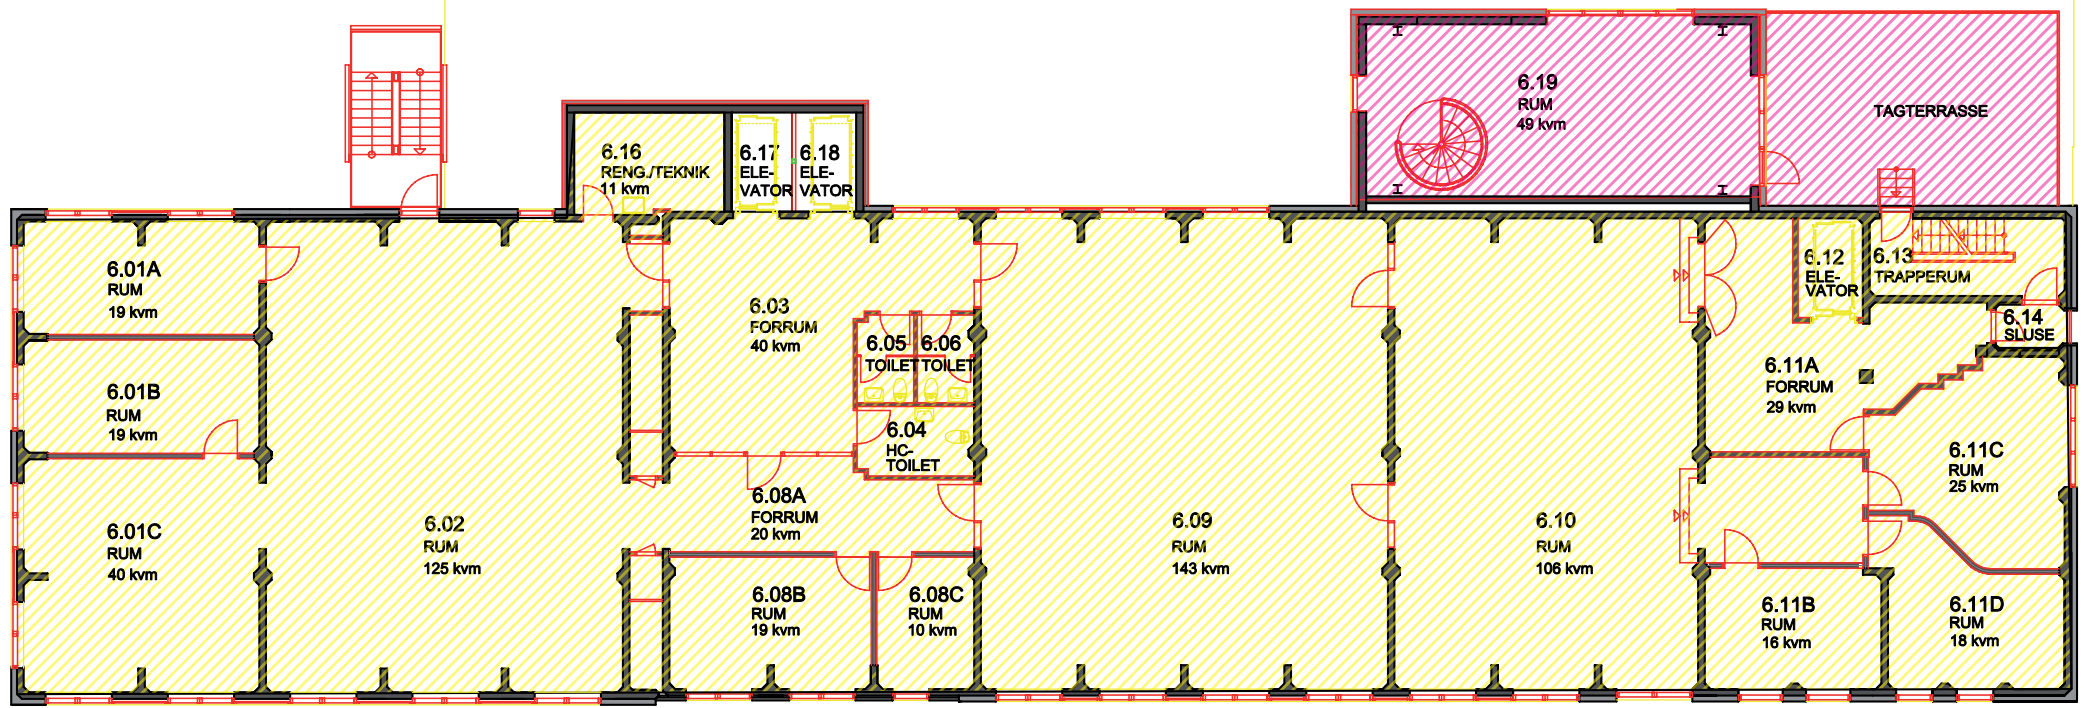 6.19
RUM
49 kvm
TAGTERRASSE
6.16
RENG./TEKNIK
11 kvm
6.17
ELE-
VATOR
6.18
ELE-
VATOR
6.01A
RUM
19 kvm
6.01B
RUM
19 kvm
6.01C
RUM
40 kvm
6.02
RUM
125 kvm
6.03
FORRUM
40 kvm
6.05
TOILET
6.06
TOILET
6.04
HC-
TOILET
6.08A
FORRUM
20 kvm
6.08B
RUM
19 kvm
6.08C
RUM
10 kvm
6.09
RUM
143 kvm
6.10
RUM
106 kvm
6.12
ELE-
VATOR
6.13
TRAPPERUM
6.14
SLUSE
6.11A
FORRUM
29 kvm
6.11C
RUM
25 kvm
6.11B
RUM
16 kvm
6.11D
RUM
18 kvm